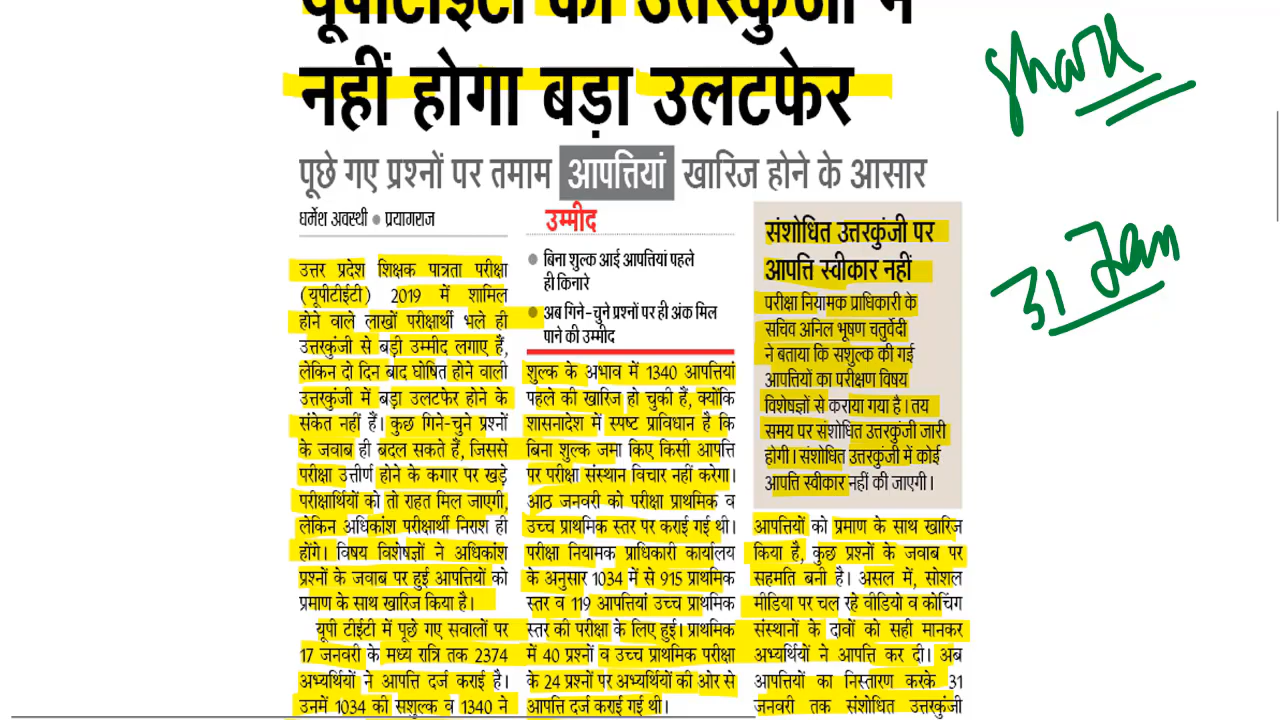 यूपीटीईटी की उत्तरकुंजी में
नहीं होगा बड़ा उलटफेर
पूछे गए प्रश्नों पर तमाम आपत्तियां खारिज होने के आसार
धर्मेश अवस्थी ● प्रयागराज
उत्तर प्रदेश शिक्षक पात्रता परीक्षा
(यूपीटीईटी) 2019 में शामिल
होने वाले लाखों परीक्षार्थी भले ही
उत्तरकुंजी से बड़ी उम्मीद लगाए हैं,
लेकिन दो दिन बाद घोषित होने वाली
उत्तरकुंजी में बड़ा उलटफेर होने के
संकेत नहीं हैं। कुछ गिने-चुने प्रश्नों
के जवाब ही बदल सकते हैं, जिससे
परीक्षा उत्तीर्ण होने के कगार पर खड़े
परीक्षार्थियों को तो राहत मिल जाएगी,
लेकिन अधिकांश परीक्षार्थी निराश ही
होंगे। विषय विशेषज्ञों ने अधिकांश
प्रश्नों के जवाब पर हुई आपत्तियों को
प्रमाण के साथ खारिज किया है।
यूपी टीईटी में पूछे गए सवालों पर
17 जनवरी के मध्य रात्रि तक 2374
अभ्यर्थियों ने आपत्ति दर्ज कराई है।
उनमें 1034 की सशुल्क व 1340 ने
उम्मीद
● बिना शुल्क आई आपत्तियां पहले
ही किनारे
● अब गिने-चुने प्रश्नों पर ही अंक मिल
पाने की उम्मीद
शुल्क के अभाव में 1340 आपत्तियां
पहले की खारिज हो चुकी हैं, क्योंकि
शासनादेश में स्पष्ट प्राविधान है कि
बिना शुल्क जमा किए किसी आपत्ति
पर परीक्षा संस्थान विचार नहीं करेगा।
आठ जनवरी को परीक्षा प्राथमिक व
उच्च प्राथमिक स्तर पर कराई गई थी।
परीक्षा नियामक प्राधिकारी कार्यालय
के अनुसार 1034 में से 915 प्राथमिक
स्तर व 119 आपत्तियां उच्च प्राथमिक
स्तर की परीक्षा के लिए हुई। प्राथमिक
में 40 प्रश्नों व उच्च प्राथमिक परीक्षा
के 24 प्रश्नों पर अभ्यर्थियों की ओर से
आपत्ति दर्ज कराई गई थी।
संशोधित उत्तरकुंजी पर
आपत्ति स्वीकार नहीं
परीक्षा नियामक प्राधिकारी के
सचिव अनिल भूषण चतुर्वेदी
ने बताया कि सशुल्क की गई
आपत्तियों का परीक्षण विषय
विशेषज्ञों से कराया गया है। तय
समय पर संशोधित उत्तरकुंजी जारी
होगी। संशोधित उत्तरकुंजी में कोई
आपत्ति स्वीकार नहीं की जाएगी।
आपत्तियों को प्रमाण के साथ खारिज
किया है, कुछ प्रश्नों के जवाब पर
सहमति बनी है। असल में, सोशल
मीडिया पर चल रहे वीडियो व कोचिंग
संस्थानों के दावों को सही मानकर
अभ्यर्थियों ने आपत्ति कर दी। अब
आपत्तियों का निस्तारण करके 31
जनवरी तक संशोधित उत्तरकुंजी
31 Jan